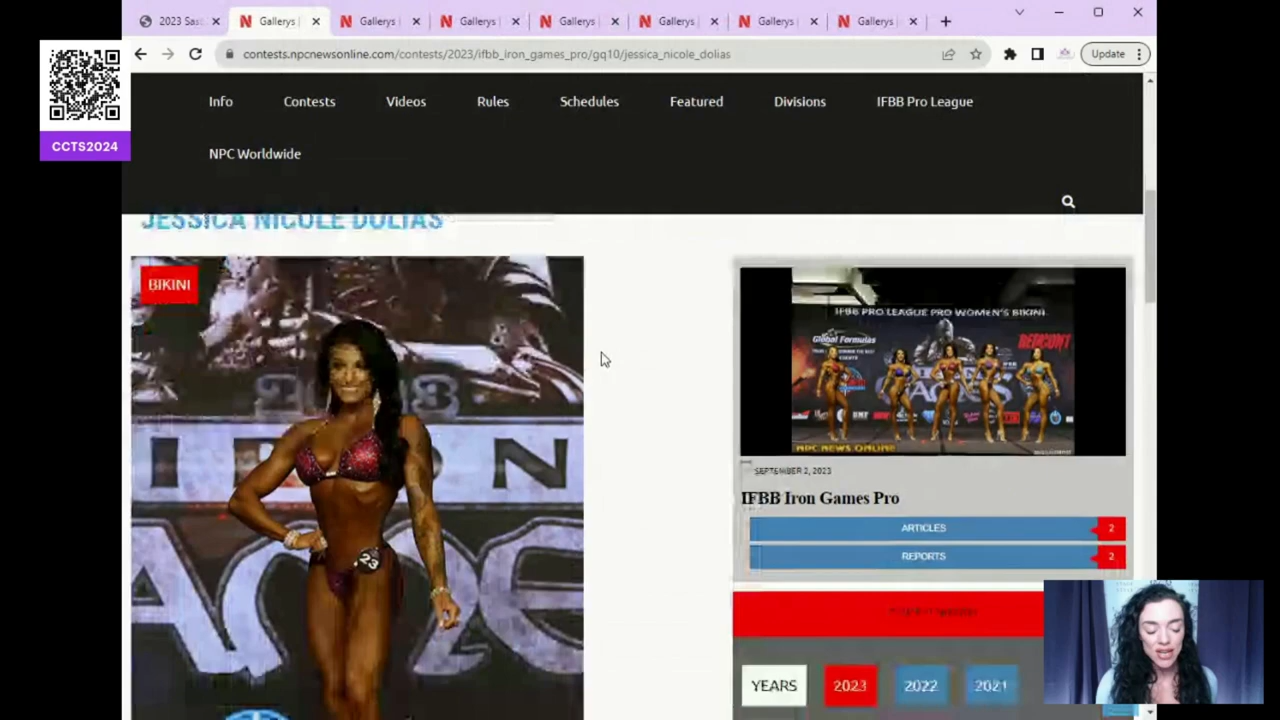 2023 Sas
Gallerys
Gallerys
Gallerys
Gallerys
Gallerys
Gallerys
Gallerys
contests.npcnewsonline.com/contests/2023/ifbb_iron_games_pro/gq10/jessica_nicole_dolias
Update
CCTS2024
Info
Contests
Videos
Rules
Schedules
Featured
Divisions
IFBB Pro League
NPC Worldwide
JESSICA NICOLE DOLIAS
BIKINI
IRON
23
IFBB PRO LEAGUE PRO WOMEN'S BIKINI
Global Formulas
NPC NEWS ONLINE
SEPTEMBER 2, 2023
IFBB Iron Games Pro
ARTICLES 2
REPORTS 2
YEARS 2023 2022 2021